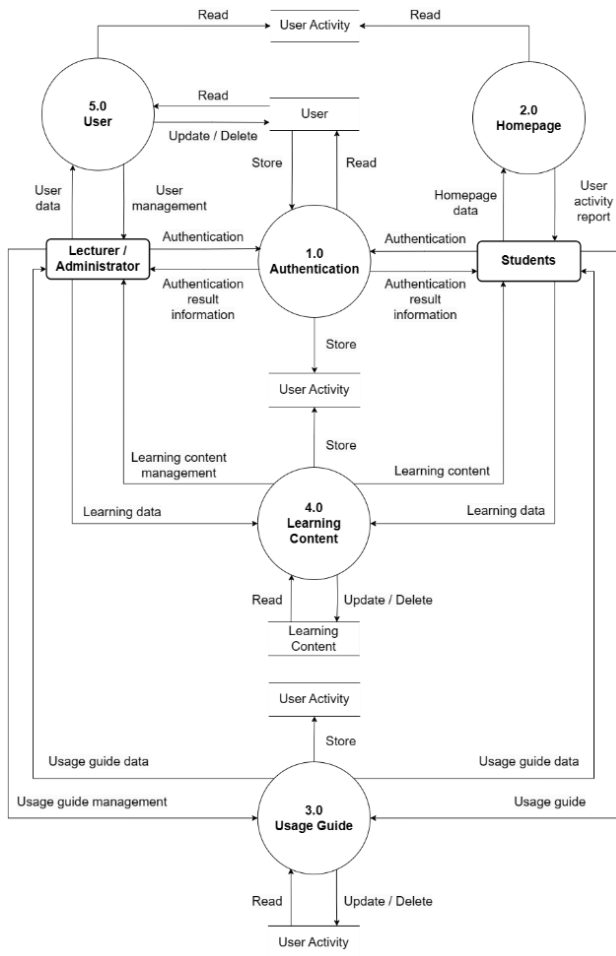 Read
User Activity
Read
5.0
User
2.0
Homepage
Read
User
Update / Delete
Store
Read
User
data
User
management
Homepage
data
User
activity
report
Lecturer /
Administrator
Authentication
1.0
Authentication
Authentication
Students
Authentication
result
information
Authentication
result
information
Store
User Activity
Store
Learning content
management
Learning content
4.0
Learning
Content
Learning data
Learning data
Read
Update / Delete
Learning
Content
User Activity
Store
Usage guide data
Usage guide data
Usage guide management
3.0
Usage Guide
Usage guide
Read
Update / Delete
User Activity